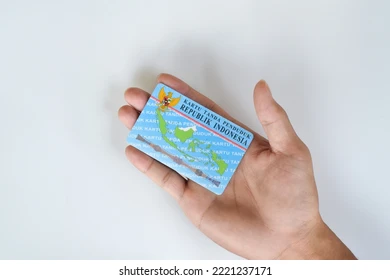 KARTU TANDA PENDUDUK
REPUBLIK INDONESIA
shutterstock.com · 2221237171